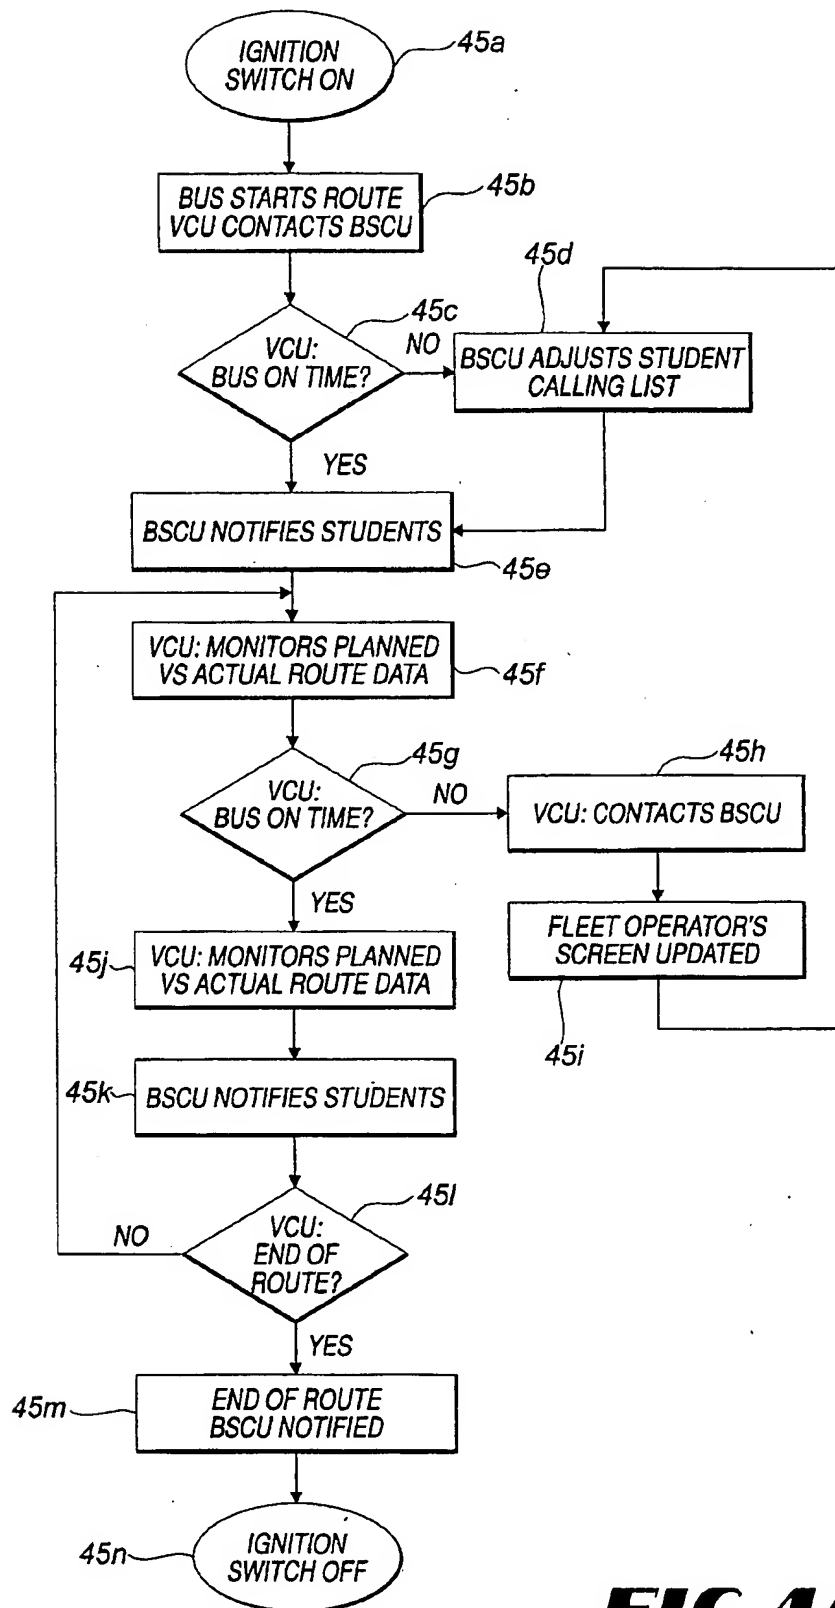 IGNITION
SWITCH ON
45a
BUS STARTS ROUTE
VCU CONTACTS BSCU
45b
VCU:
BUS ON TIME?
45c
NO
YES
45d
BSCU ADJUSTS STUDENT
CALLING LIST
BSCU NOTIFIES STUDENTS
45e
VCU: MONITORS PLANNED
VS ACTUAL ROUTE DATA
45f
VCU:
BUS ON TIME?
45g
NO
YES
45h
VCU: CONTACTS BSCU
FLEET OPERATOR'S
SCREEN UPDATED
45i
45j
VCU: MONITORS PLANNED
VS ACTUAL ROUTE DATA
45k
BSCU NOTIFIES STUDENTS
45l
VCU:
END OF
ROUTE?
NO
YES
45m
END OF ROUTE
BSCU NOTIFIED
45n
IGNITION
SWITCH OFF